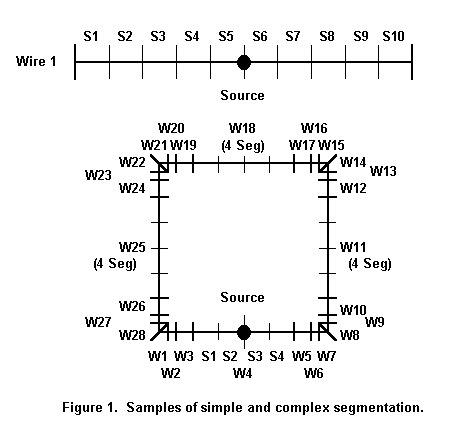 S1 S2 S3 S4 S5 S6 S7 S8 S9 S10
Wire 1
Source
W20 W18 W16
W21 W19 (4 Seg) W17 W15
W22 W14
W23 W13
W24 W12
W25 W11
(4 Seg) (4 Seg)
Source
W26 W10
W27 W9
W28 W8
W1 W3 S1 S2 S3 S4 W5 W7
W2 W4 W6
Figure 1. Samples of simple and complex segmentation.